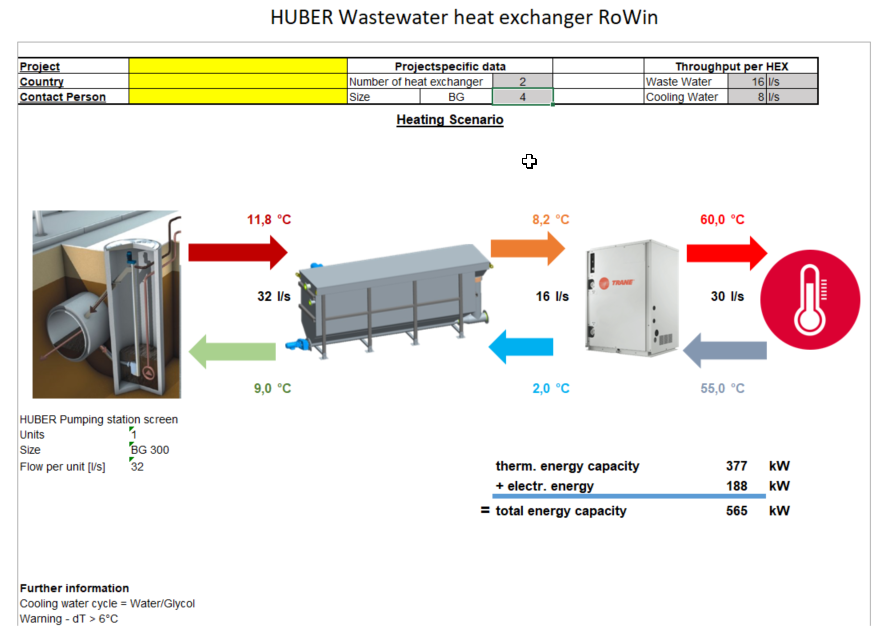 HUBER Wastewater heat exchanger RoWin
Project Projectspecific data Throughput per HEX
Country Number of heat exchanger 2 Waste Water 16 l/s
Contact Person Size BG 4 Cooling Water 8 l/s
Heating Scenario
11,8 °C 8,2 °C 60,0 °C
TRANE
32 l/s 16 l/s 30 l/s
9,0 °C 2,0 °C 55,0 °C
HUBER Pumping station screen
Units 1
Size BG 300
Flow per unit [l/s] 32
therm. energy capacity 377 kW
+ electr. energy 188 kW
= total energy capacity 565 kW
Further information
Cooling water cycle = Water/Glycol
Warning - dT > 6°C